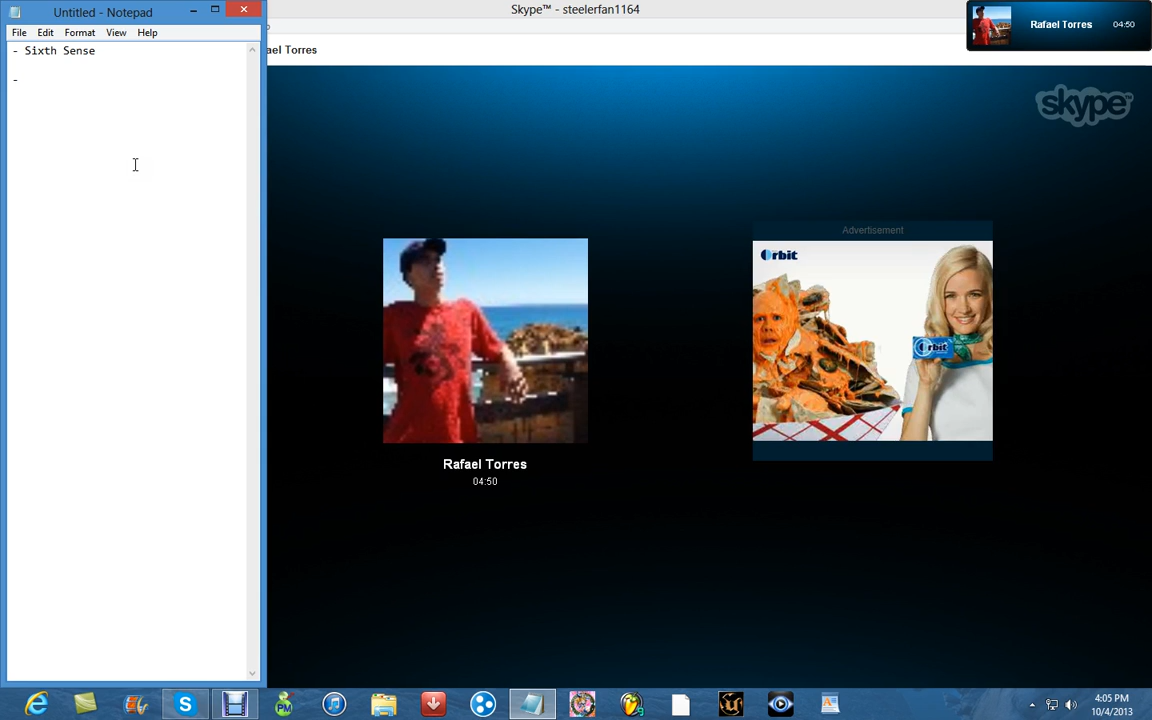 Untitled - Notepad
File Edit Format View Help
- Sixth Sense
-
Skype™ - steelerfan1164
ael Torres
Rafael Torres 04:50
skype™
Rafael Torres
04:50
Advertisement
Orbit
Orbit
4:05 PM
10/4/2013